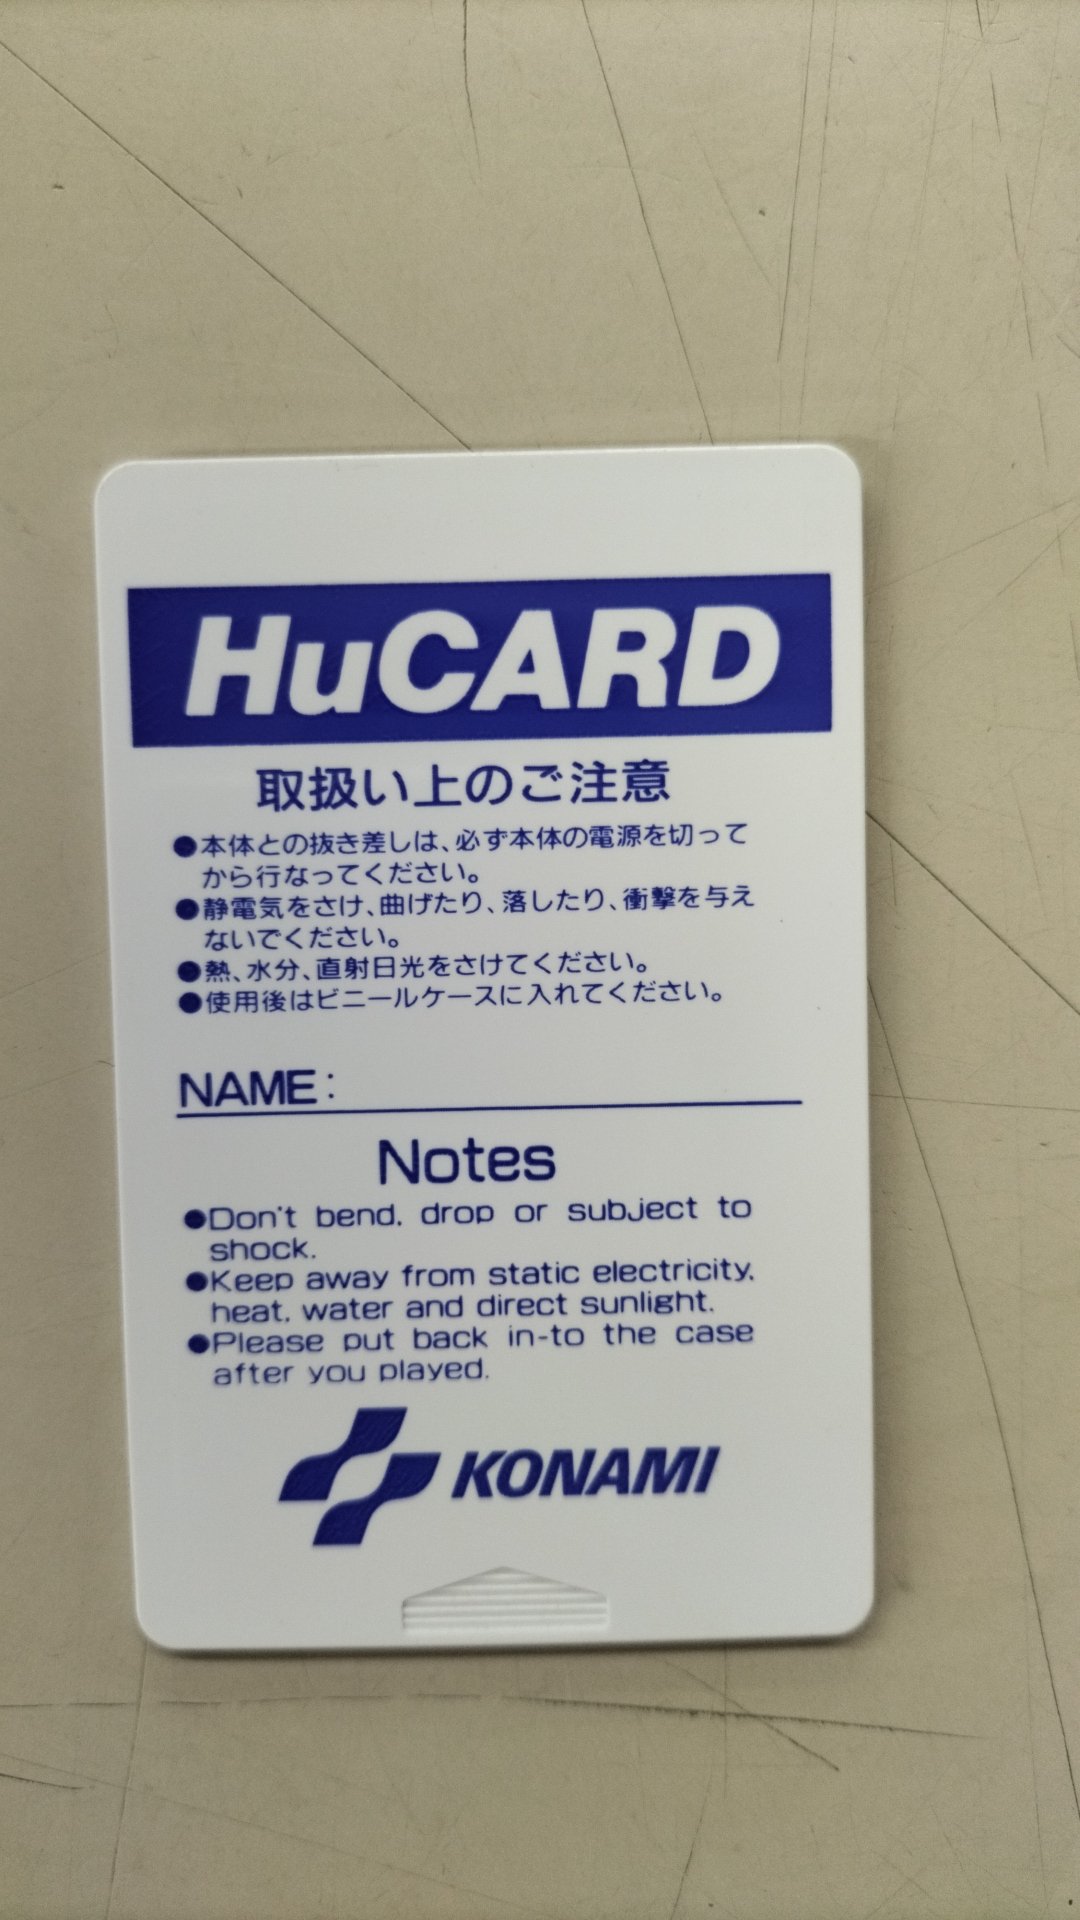 HuCARD
取扱い上のご注意
●本体との抜き差しは、必ず本体の電源を切って
から行なってください。
●静電気をさけ、曲げたり、落したり、衝撃を与え
ないでください。
●熱、水分、直射日光をさけてください。
●使用後はビニールケースに入れてください。
NAME:
Notes
●Don't bend, drop or subject to
shock.
●Keep away from static electricity,
heat, water and direct sunlight.
●Please put back in-to the case
after you played.
KONAMI